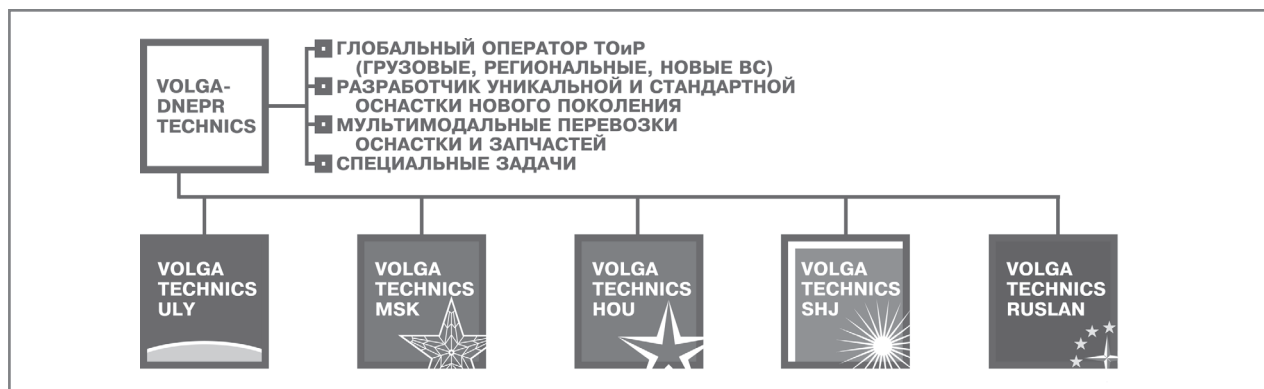 VOLGA-
DNEPR
TECHNICS
ГЛОБАЛЬНЫЙ ОПЕРАТОР ТОиР
(ГРУЗОВЫЕ, РЕГИОНАЛЬНЫЕ, НОВЫЕ ВС)
РАЗРАБОТЧИК УНИКАЛЬНОЙ И СТАНДАРТНОЙ
ОСНАСТКИ НОВОГО ПОКОЛЕНИЯ
МУЛЬТИМОДАЛЬНЫЕ ПЕРЕВОЗКИ
ОСНАСТКИ И ЗАПЧАСТЕЙ
СПЕЦИАЛЬНЫЕ ЗАДАЧИ
VOLGA
TECHNICS
ULY
VOLGA
TECHNICS
MSK
VOLGA
TECHNICS
HOU
VOLGA
TECHNICS
SHJ
VOLGA
TECHNICS
RUSLAN